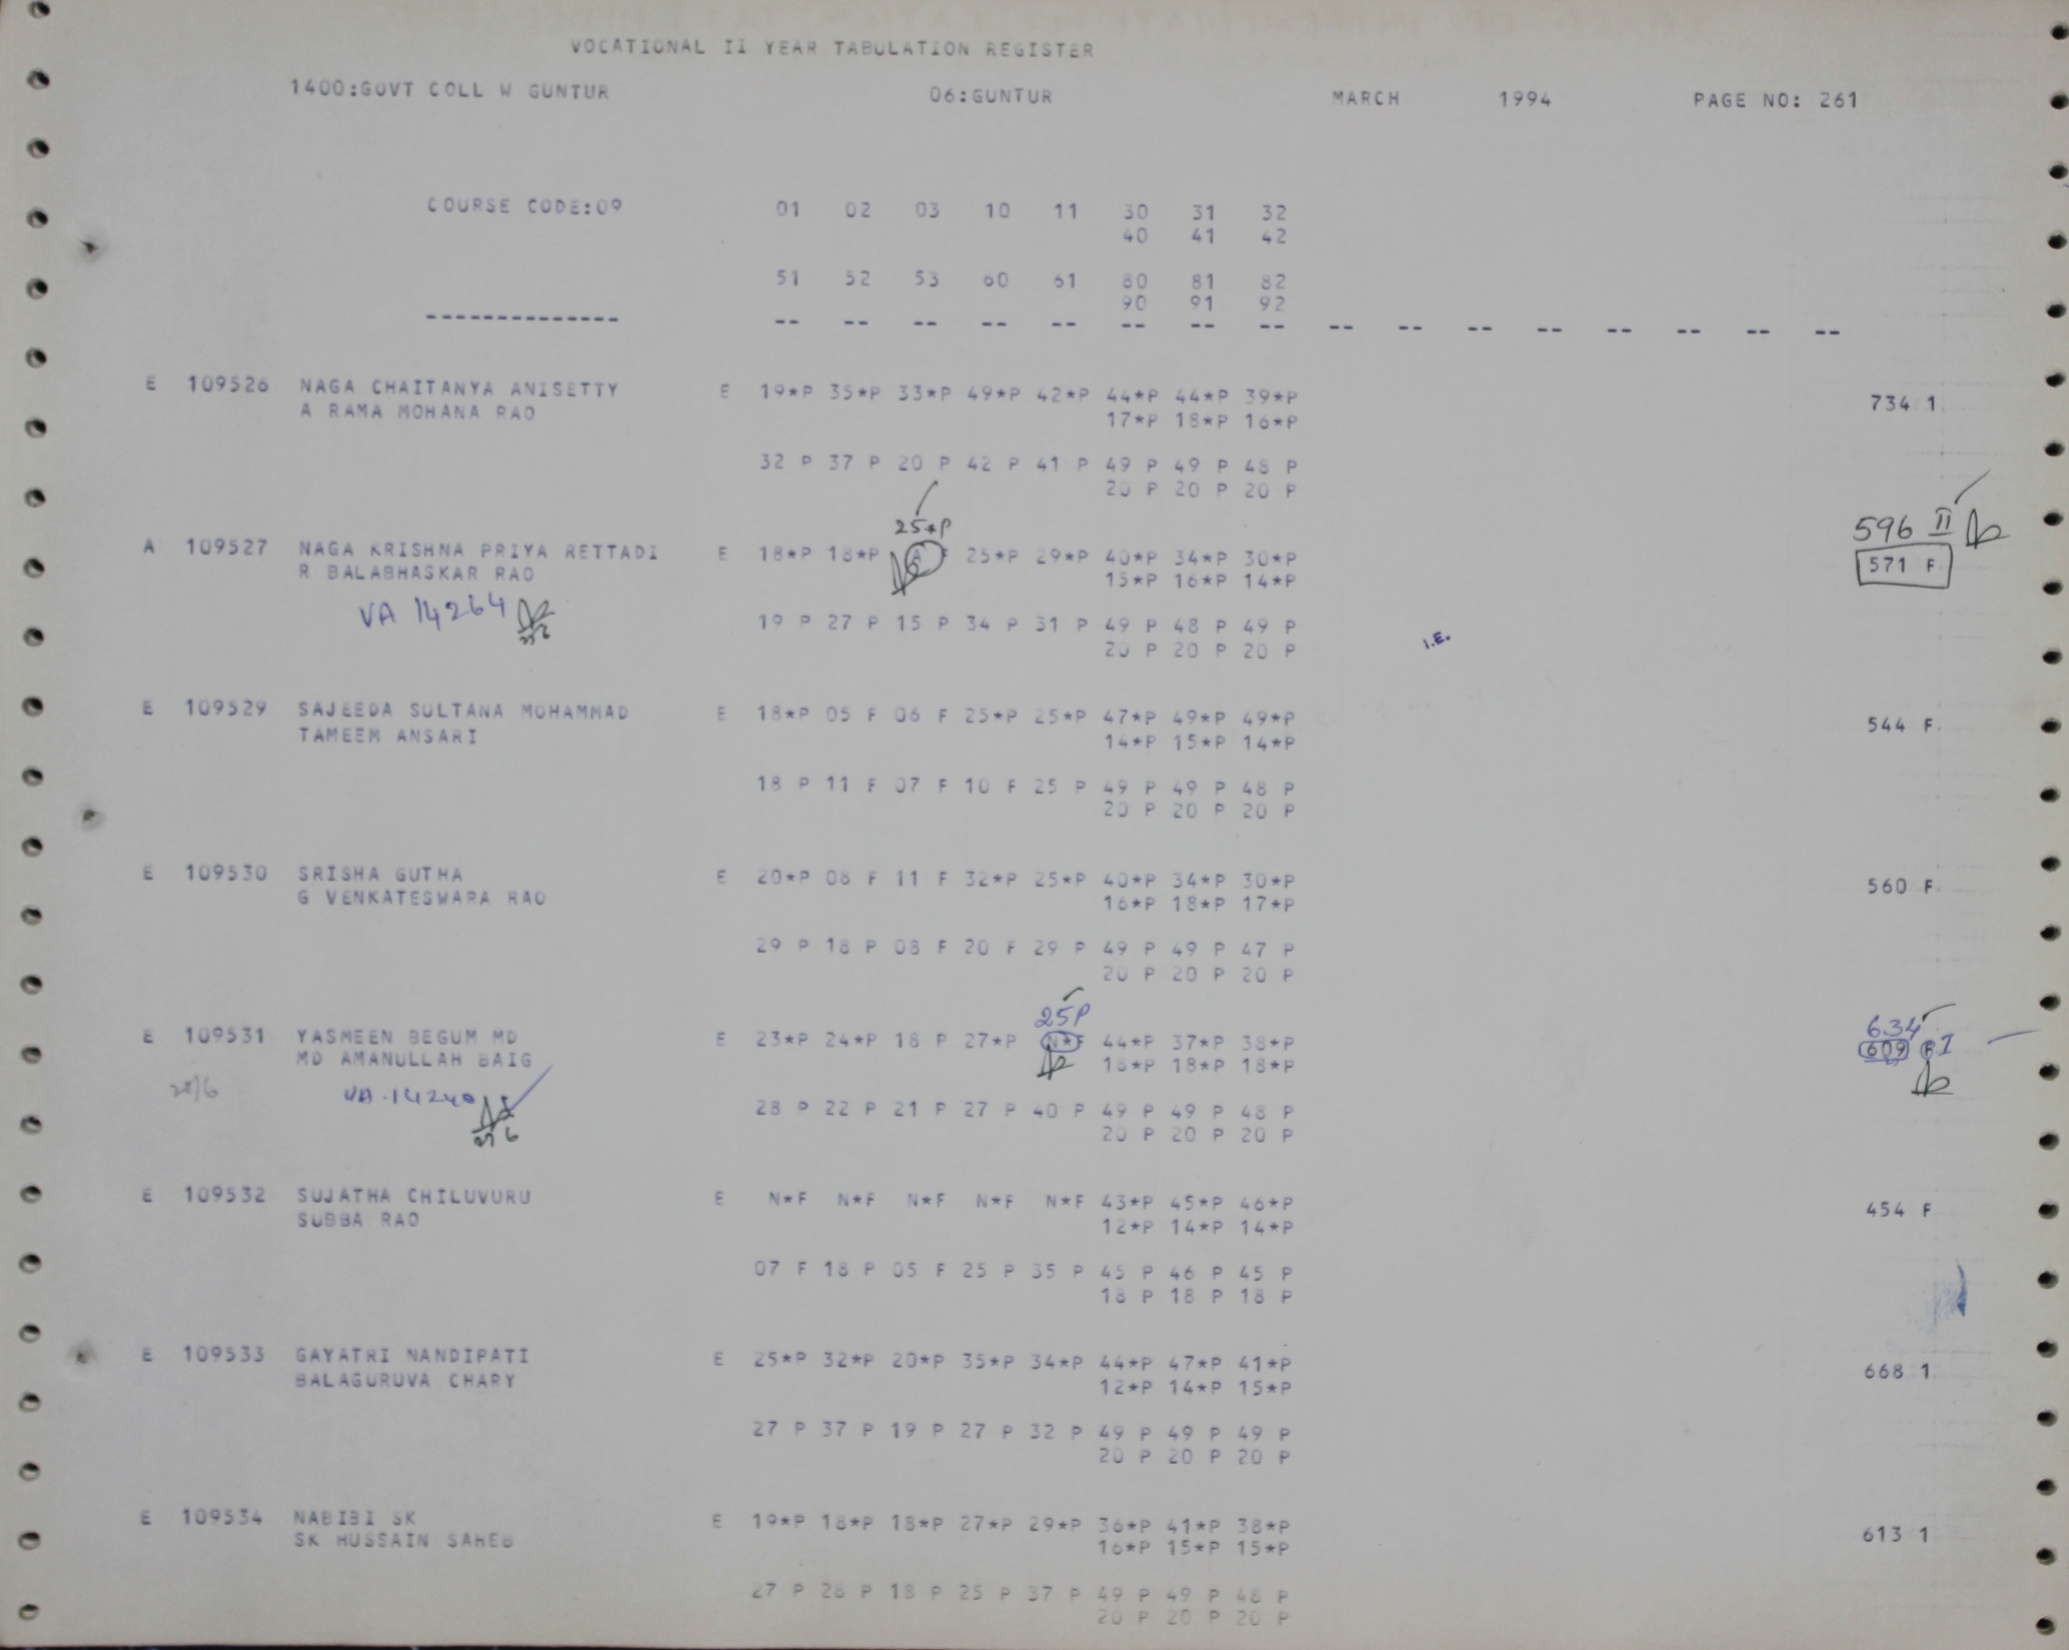 VOCATIONAL II YEAR TABULATION REGISTER
1400:GOVT COLL W GUNTUR 06:GUNTUR MARCH 1994 PAGE NO: 261
COURSE CODE:09 01 02 03 10 11 30 31 32
40 41 42
51 52 53 60 61 80 81 82
90 91 92
-------------- -- -- -- -- -- -- -- -- -- -- -- -- -- -- -- --
E 109526 NAGA CHAITANYA ANISETTY E 19*P 35*P 33*P 49*P 42*P 44*P 44*P 39*P 734 1
A RAMA MOHANA RAO 17*P 18*P 16*P
32 P 37 P 20 P 42 P 41 P 49 P 49 P 48 P
20 P 20 P 20 P
25*P 596 II
A 109527 NAGA KRISHNA PRIYA RETTADI E 18*P 18*P A F 25*P 29*P 40*P 34*P 30*P 571 F
R BALABHASKAR RAO 15*P 16*P 14*P
VA 14264 19 P 27 P 15 P 34 P 31 P 49 P 48 P 49 P I.E.
20 P 20 P 20 P
E 109529 SAJEEDA SULTANA MOHAMMAD E 18*P 05 F 06 F 25*P 25*P 47*P 49*P 49*P 544 F
TAMEEM ANSARI 14*P 15*P 14*P
18 P 11 F 07 F 10 F 25 P 49 P 49 P 48 P
20 P 20 P 20 P
E 109530 SRISHA GUTHA E 20*P 08 F 11 F 32*P 25*P 40*P 34*P 30*P 560 F
G VENKATESWARA RAO 16*P 18*P 17*P
29 P 18 P 08 F 20 F 29 P 49 P 49 P 47 P
20 P 20 P 20 P
25P 634
E 109531 YASMEEN BEGUM MD E 23*P 24*P 18 P 27*P N*F 44*P 37*P 38*P 609 F I
MD AMANULLAH BAIG 18*P 18*P 18*P
VA.14240 28 P 22 P 21 P 27 P 40 P 49 P 49 P 48 P
27/6 20 P 20 P 20 P
E 109532 SUJATHA CHILUVURU E N*F N*F N*F N*F N*F 43*P 45*P 46*P 454 F
SUBBA RAO 12*P 14*P 14*P
07 F 18 P 05 F 25 P 35 P 45 P 46 P 45 P
18 P 18 P 18 P
E 109533 GAYATRI NANDIPATI E 25*P 32*P 20*P 35*P 34*P 44*P 47*P 41*P 668 1
BALAGURUVA CHARY 12*P 14*P 15*P
27 P 37 P 19 P 27 P 32 P 49 P 49 P 49 P
20 P 20 P 20 P
E 109534 NABIBI SK E 19*P 18*P 18*P 27*P 29*P 36*P 41*P 38*P 613 1
SK HUSSAIN SAHEB 16*P 15*P 15*P
27 P 28 P 18 P 25 P 37 P 49 P 49 P 48 P
20 P 20 P 20 P